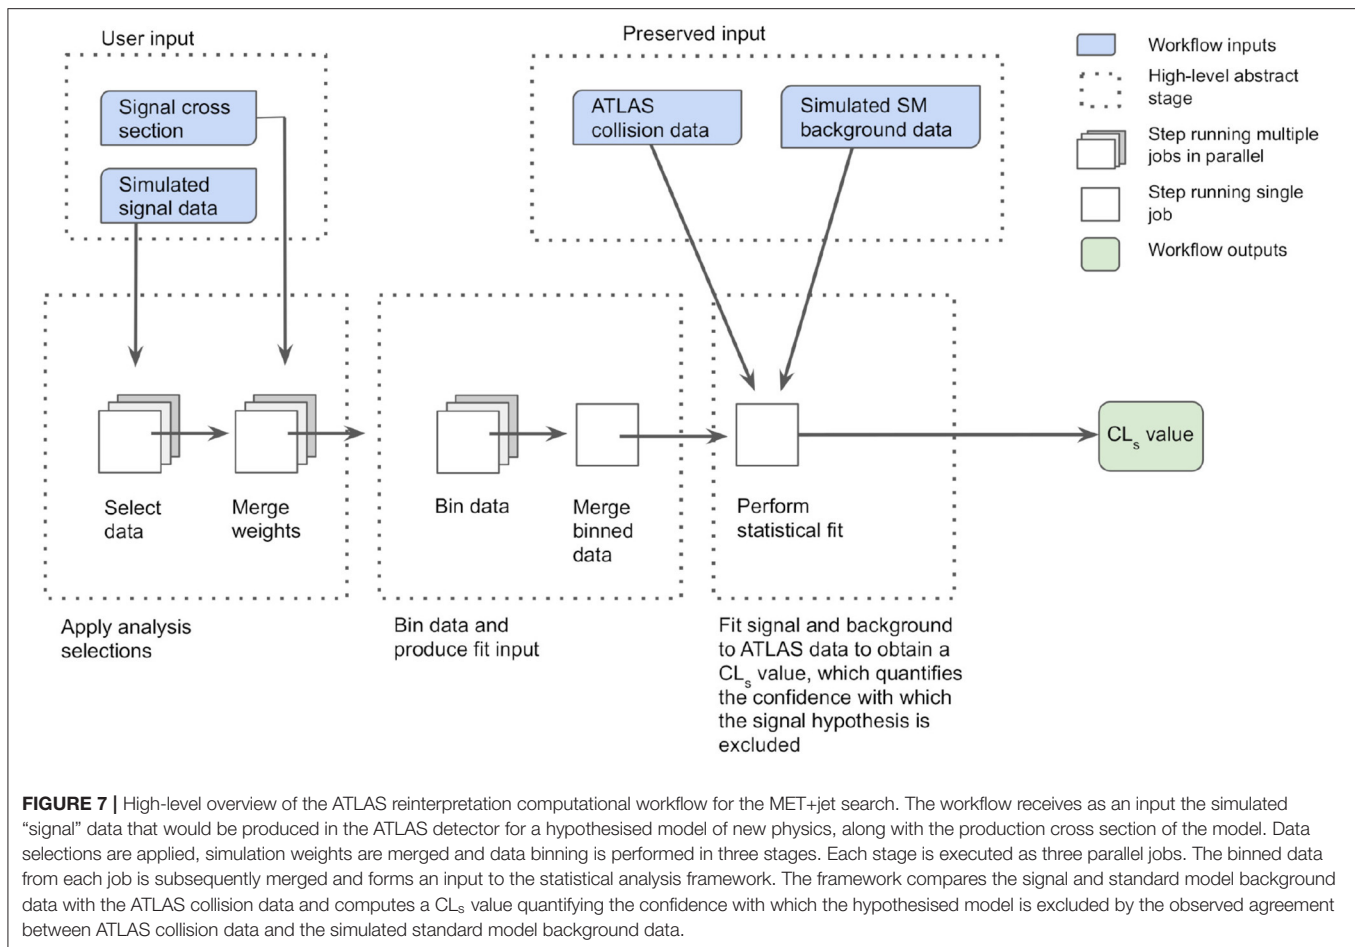 User input
Signal cross
section
Simulated
signal data
Preserved input
ATLAS
collision data
Simulated SM
background data
Workflow inputs
High-level abstract
stage
Step running multiple
jobs in parallel
Step running single
job
Workflow outputs
Select
data
Merge
weights
Bin data
Merge
binned
data
Perform
statistical fit
CLs value
Apply analysis
selections
Bin data and
produce fit input
Fit signal and background
to ATLAS data to obtain a
CLs value, which quantifies
the confidence with which
the signal hypothesis is
excluded
FIGURE 7 | High-level overview of the ATLAS reinterpretation computational workflow for the MET+jet search. The workflow receives as an input the simulated
“signal” data that would be produced in the ATLAS detector for a hypothesised model of new physics, along with the production cross section of the model. Data
selections are applied, simulation weights are merged and data binning is performed in three stages. Each stage is executed as three parallel jobs. The binned data
from each job is subsequently merged and forms an input to the statistical analysis framework. The framework compares the signal and standard model background
data with the ATLAS collision data and computes a CLs value quantifying the confidence with which the hypothesised model is excluded by the observed agreement
between ATLAS collision data and the simulated standard model background data.